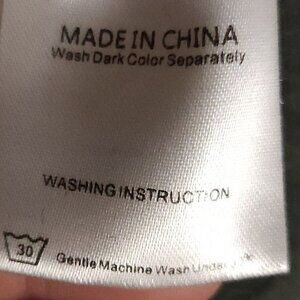 MADE IN CHINA
Wash Dark Color Separately
WASHING INSTRUCTION
30
Gentle Machine Wash Under